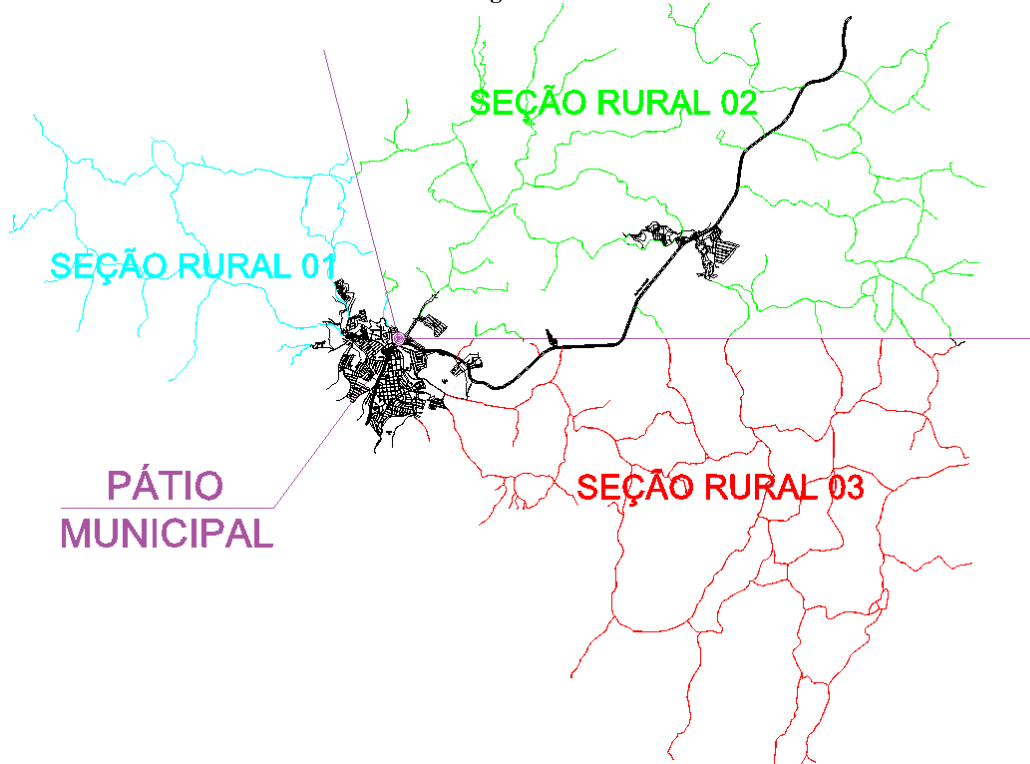 SEÇÃO RURAL 02
SEÇÃO RURAL 01
SEÇÃO RURAL 03
PÁTIO
MUNICIPAL